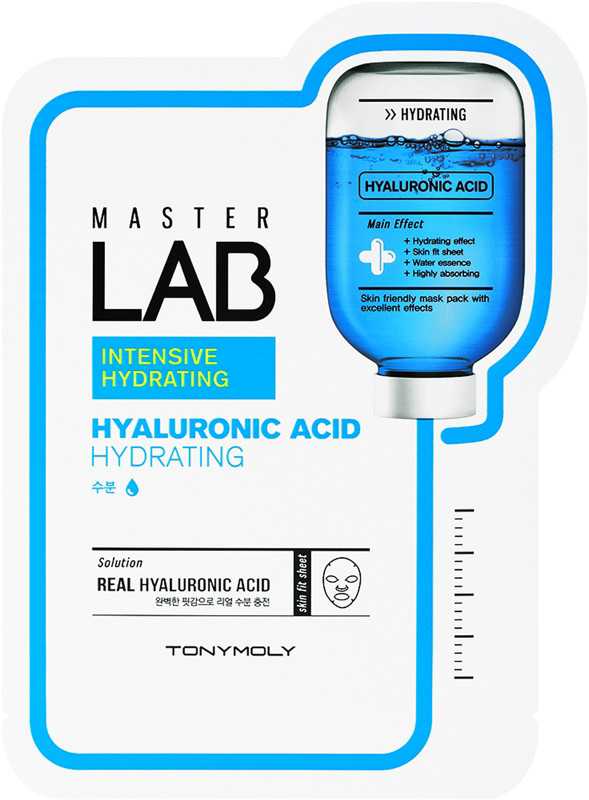 >> HYDRATING
HYALURONIC ACID
Main Effect
+ Hydrating effect
+ Skin fit sheet
+ Water essence
+ Highly absorbing
Skin friendly mask pack with
excellent effects
MASTER
LAB
INTENSIVE
HYDRATING
HYALURONIC ACID
HYDRATING
수분
Solution
REAL HYALURONIC ACID
완벽한 핏감으로 리얼 수분 충전
skin fit sheet
TONYMOLY